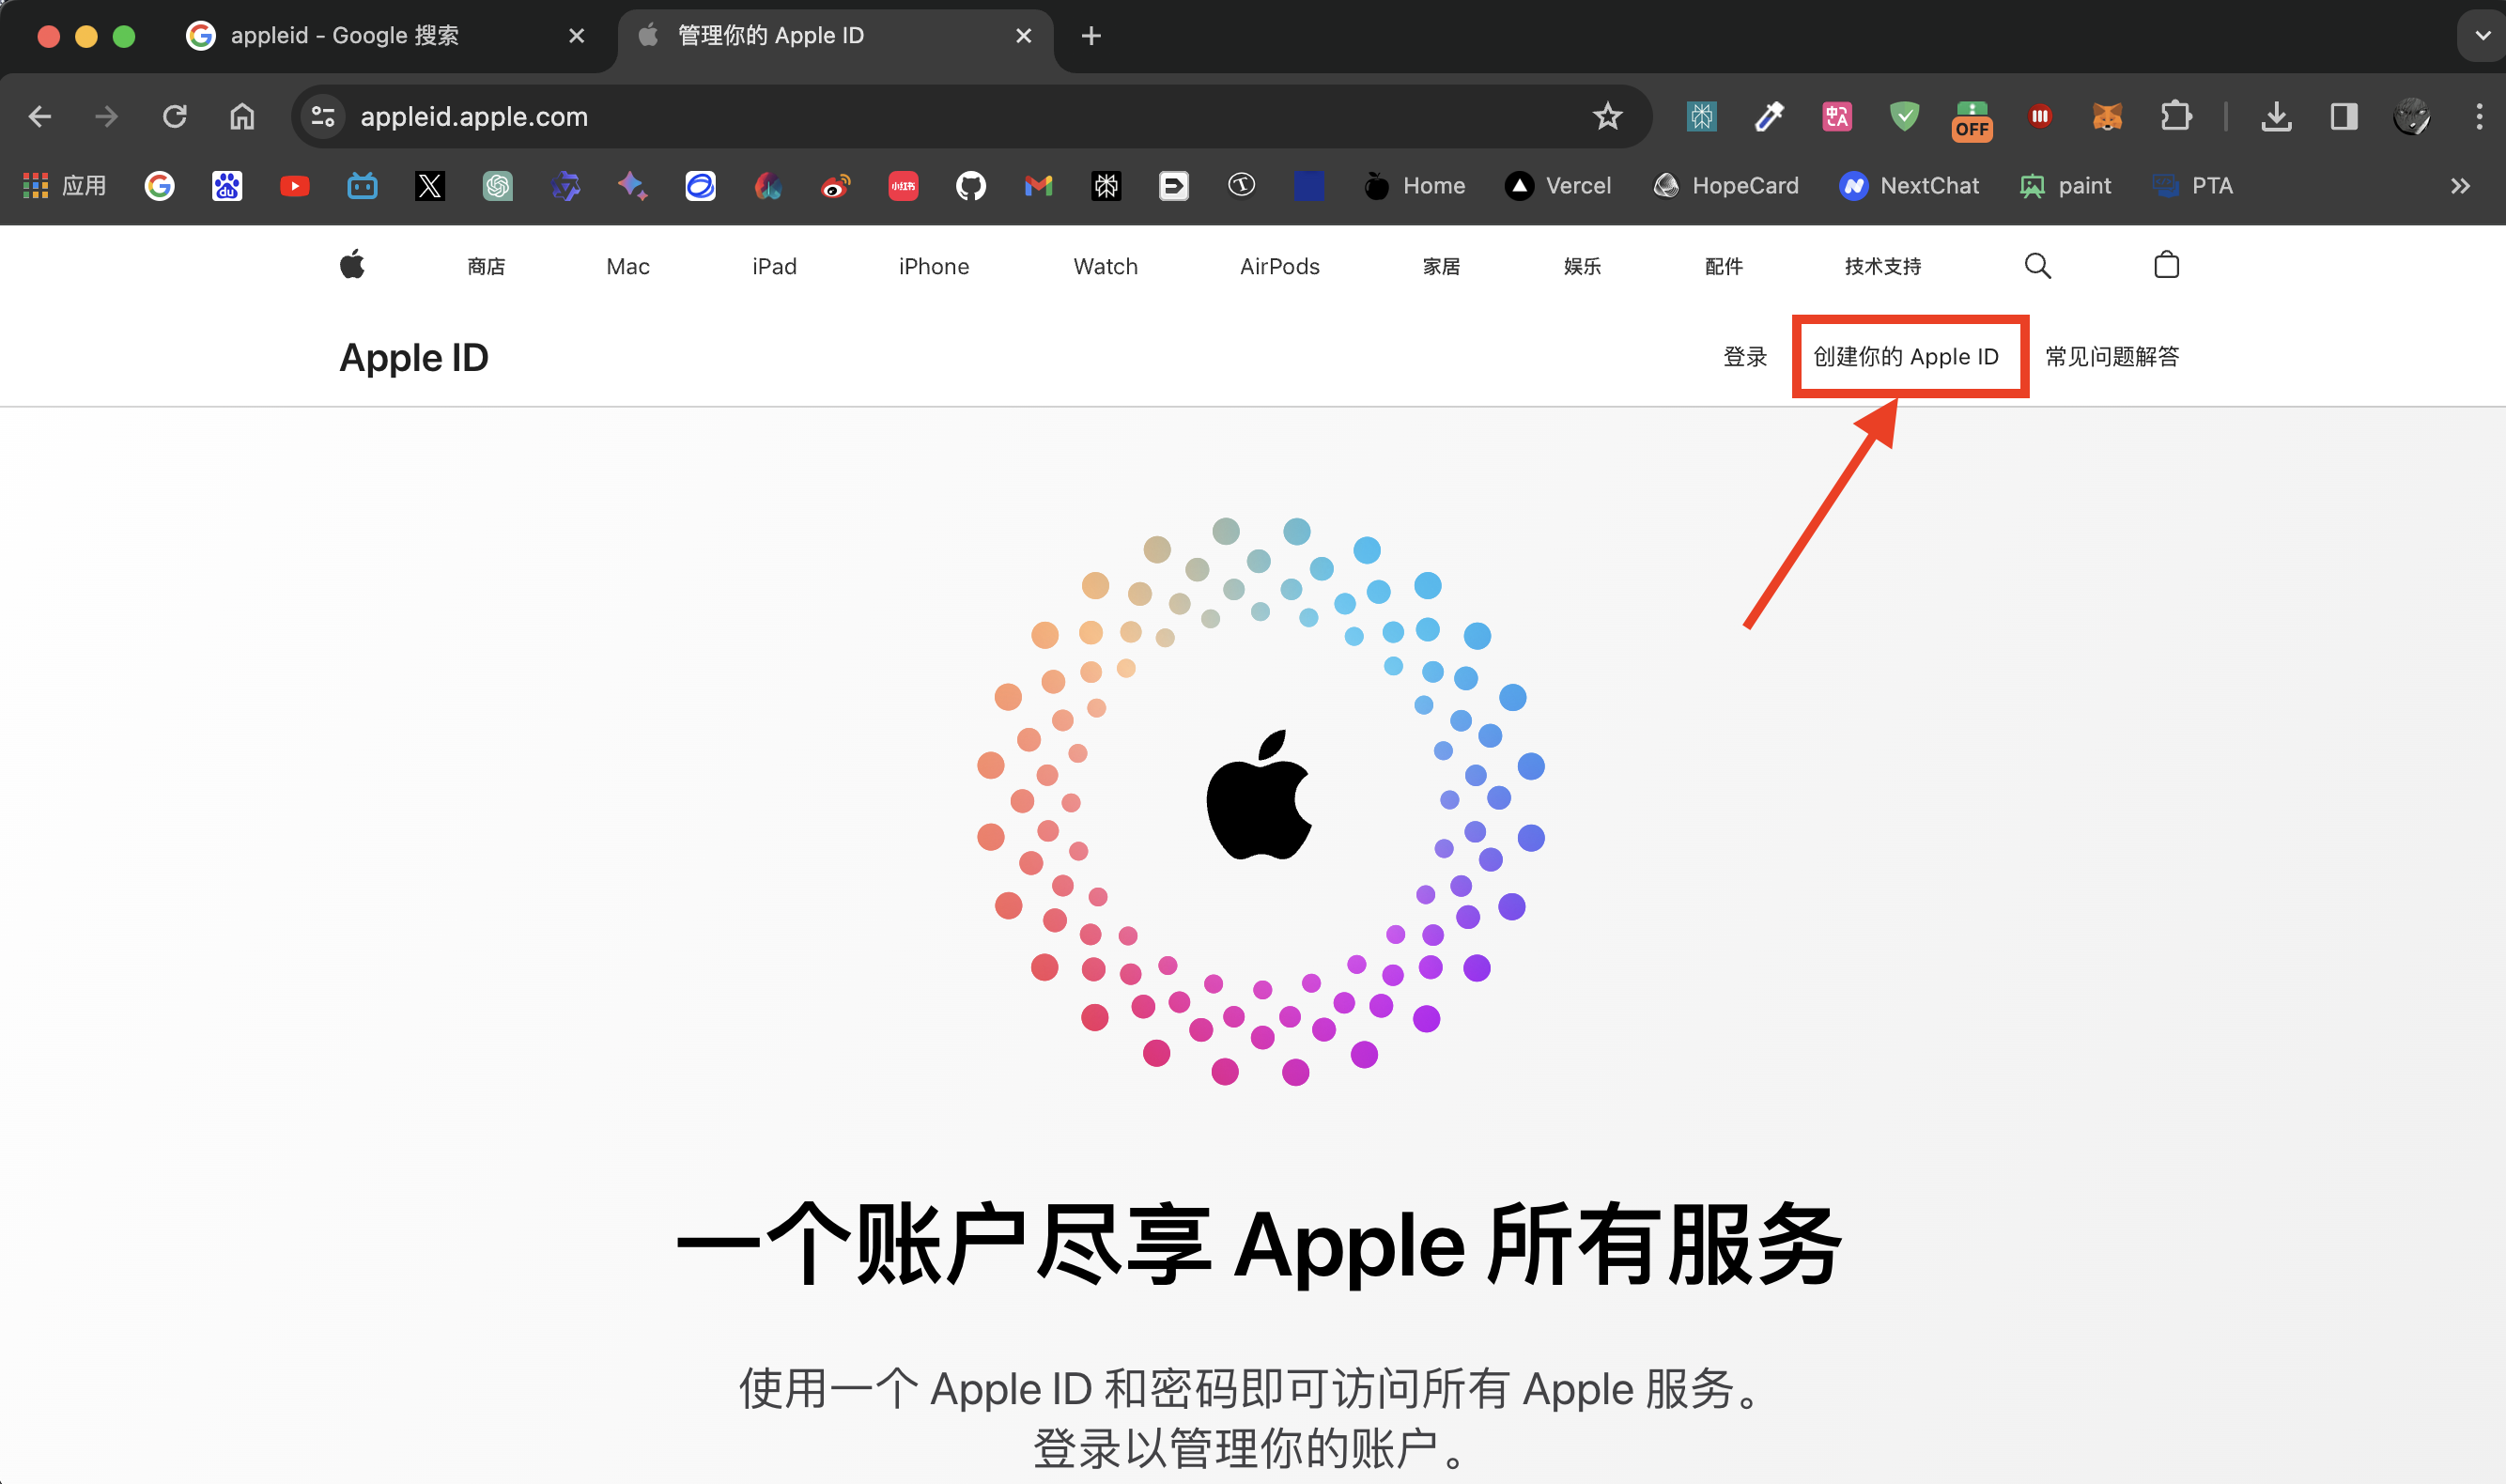 appleid - Google 搜索
管理你的 Apple ID
appleid.apple.com
OFF
应用
小红书
Home
Vercel
HopeCard
NextChat
paint
PTA
商店
Mac
iPad
iPhone
Watch
AirPods
家居
娱乐
配件
技术支持
Apple ID
登录
创建你的 Apple ID
常见问题解答
一个账户尽享 Apple 所有服务
使用一个 Apple ID 和密码即可访问所有 Apple 服务。
登录以管理你的账户。